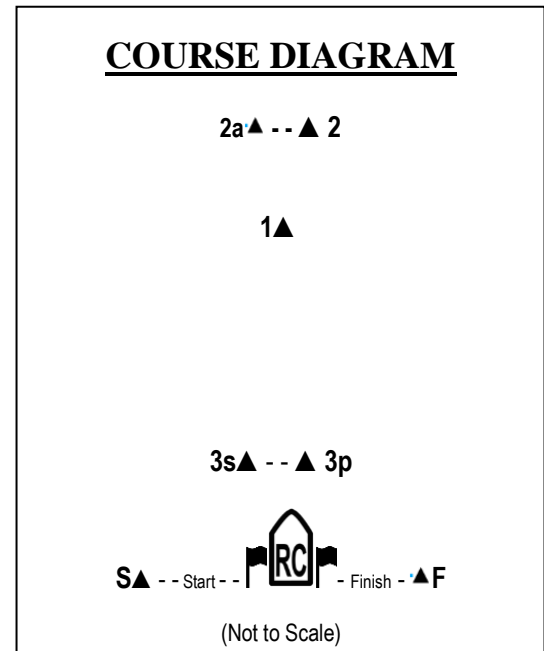 COURSE DIAGRAM
2a▲ - - ▲ 2
1▲
3s▲ - - ▲ 3p
RC
S▲ - - Start - - - Finish - ▲F
(Not to Scale)